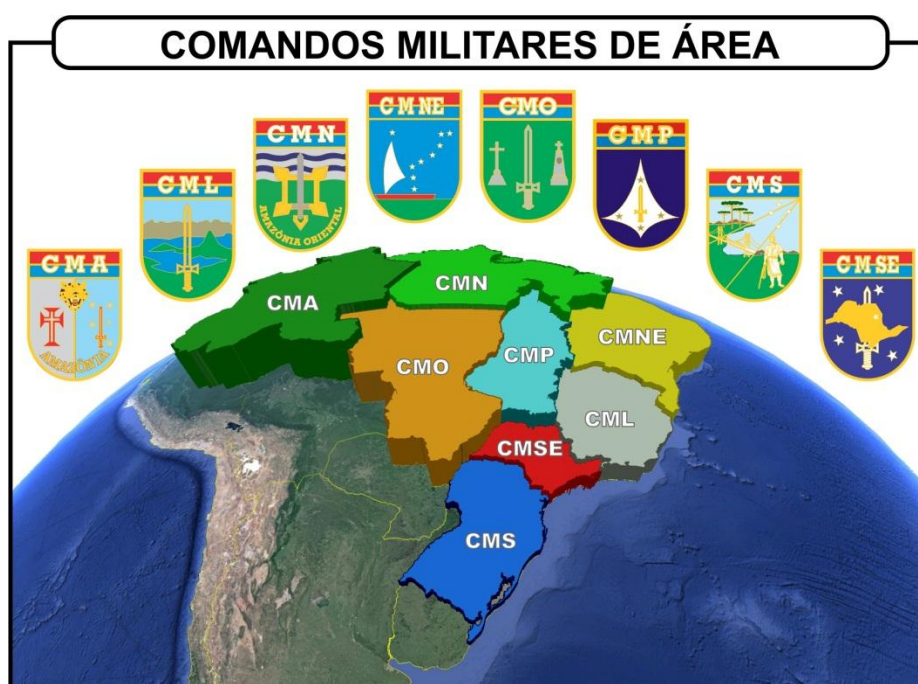 COMANDOS MILITARES DE ÁREA
CMA
AMAZÔNIA
CML
CMN
AMAZÔNIA ORIENTAL
CMNE
CMO
CMP
CMS
CMSE
CMA
CMN
CMO
CMP
CMNE
CML
CMSE
CMS